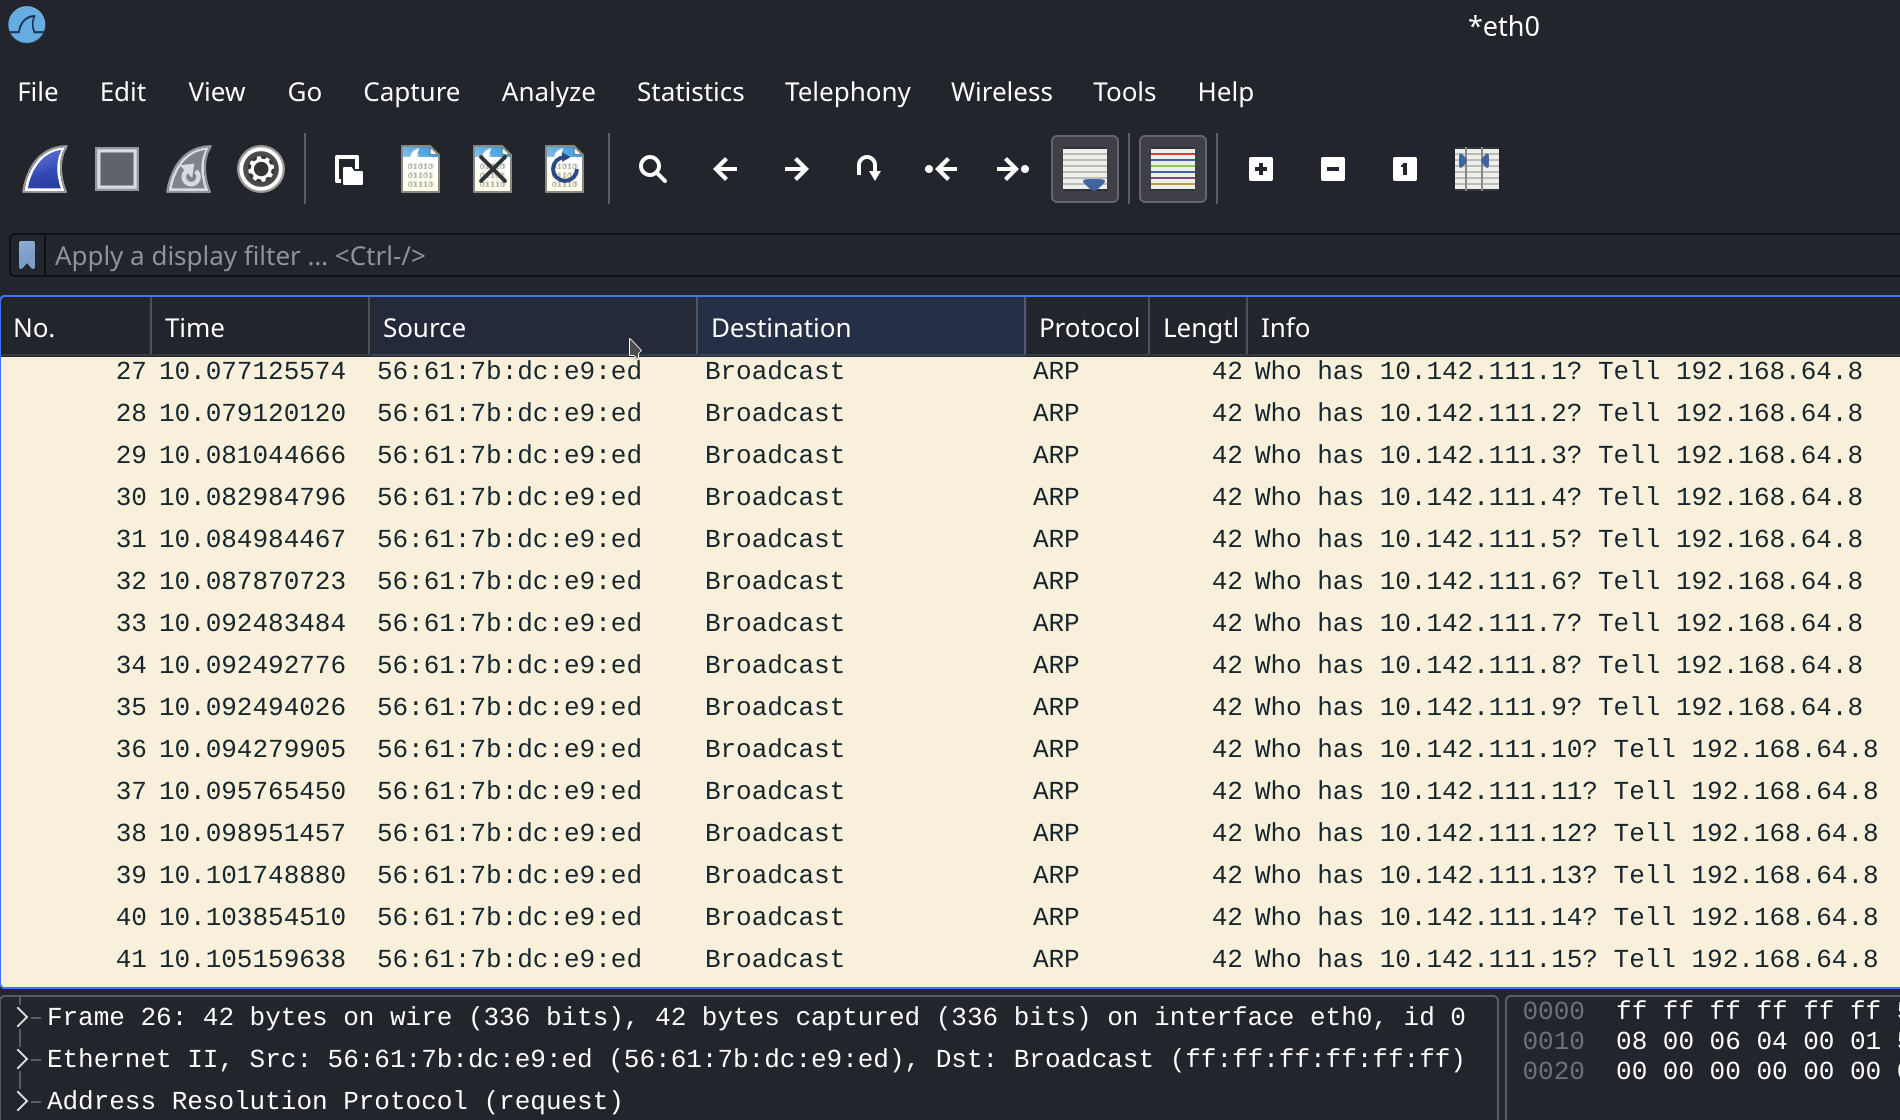 *eth0
File Edit View Go Capture Analyze Statistics Telephony Wireless Tools Help
Apply a display filter ... <Ctrl-/>
No. Time Source Destination Protocol Lengtl Info
27 10.077125574 56:61:7b:dc:e9:ed Broadcast ARP 42 Who has 10.142.111.1? Tell 192.168.64.8
28 10.079120120 56:61:7b:dc:e9:ed Broadcast ARP 42 Who has 10.142.111.2? Tell 192.168.64.8
29 10.081044666 56:61:7b:dc:e9:ed Broadcast ARP 42 Who has 10.142.111.3? Tell 192.168.64.8
30 10.082984796 56:61:7b:dc:e9:ed Broadcast ARP 42 Who has 10.142.111.4? Tell 192.168.64.8
31 10.084984467 56:61:7b:dc:e9:ed Broadcast ARP 42 Who has 10.142.111.5? Tell 192.168.64.8
32 10.087870723 56:61:7b:dc:e9:ed Broadcast ARP 42 Who has 10.142.111.6? Tell 192.168.64.8
33 10.092483484 56:61:7b:dc:e9:ed Broadcast ARP 42 Who has 10.142.111.7? Tell 192.168.64.8
34 10.092492776 56:61:7b:dc:e9:ed Broadcast ARP 42 Who has 10.142.111.8? Tell 192.168.64.8
35 10.092494026 56:61:7b:dc:e9:ed Broadcast ARP 42 Who has 10.142.111.9? Tell 192.168.64.8
36 10.094279905 56:61:7b:dc:e9:ed Broadcast ARP 42 Who has 10.142.111.10? Tell 192.168.64.8
37 10.095765450 56:61:7b:dc:e9:ed Broadcast ARP 42 Who has 10.142.111.11? Tell 192.168.64.8
38 10.098951457 56:61:7b:dc:e9:ed Broadcast ARP 42 Who has 10.142.111.12? Tell 192.168.64.8
39 10.101748880 56:61:7b:dc:e9:ed Broadcast ARP 42 Who has 10.142.111.13? Tell 192.168.64.8
40 10.103854510 56:61:7b:dc:e9:ed Broadcast ARP 42 Who has 10.142.111.14? Tell 192.168.64.8
41 10.105159638 56:61:7b:dc:e9:ed Broadcast ARP 42 Who has 10.142.111.15? Tell 192.168.64.8
Frame 26: 42 bytes on wire (336 bits), 42 bytes captured (336 bits) on interface eth0, id 0
Ethernet II, Src: 56:61:7b:dc:e9:ed (56:61:7b:dc:e9:ed), Dst: Broadcast (ff:ff:ff:ff:ff:ff)
Address Resolution Protocol (request)
0000 ff ff ff ff ff ff
0010 08 00 06 04 00 01
0020 00 00 00 00 00 00